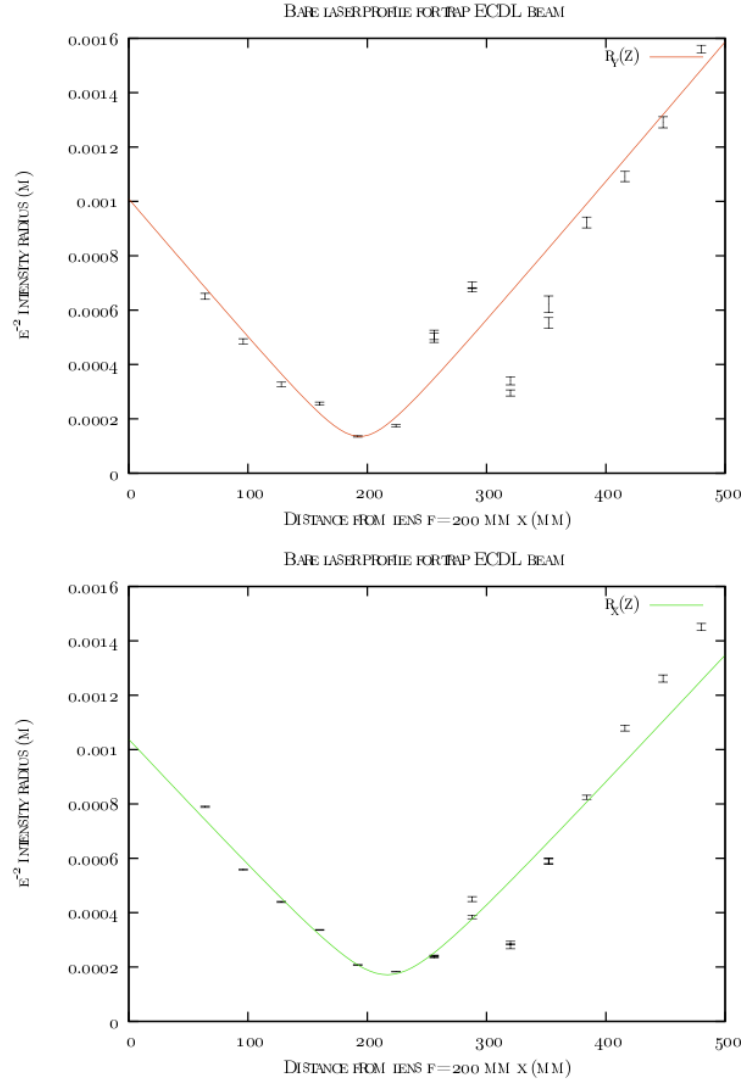 BARE LASER PROFILE FOR TRAP ECDL BEAM
0.0016
R_Y(Z)
0.0014
0.0012
0.001
0.0008
0.0006
0.0004
0.0002
0
E^-2 INTENSITY RADIUS (M)
0 100 200 300 400 500
DISTANCE FROM LENS F=200 MM X (MM)
BARE LASER PROFILE FOR TRAP ECDL BEAM
0.0016
R_X(Z)
0.0014
0.0012
0.001
0.0008
0.0006
0.0004
0.0002
0
E^-2 INTENSITY RADIUS (M)
0 100 200 300 400 500
DISTANCE FROM LENS F=200 MM X (MM)